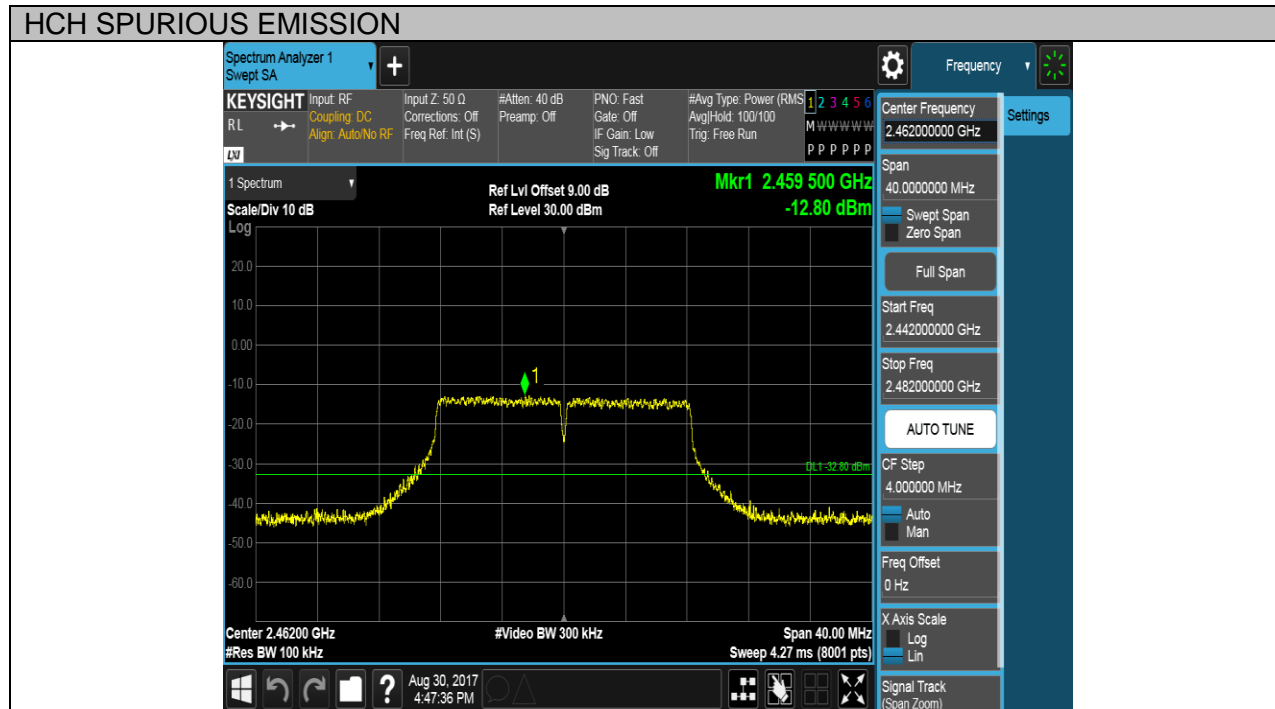 HCH SPURIOUS EMISSION
Spectrum Analyzer 1
Swept SA
Frequency
KEYSIGHT
RL
LXI
Input: RF
Coupling: DC
Align: Auto/No RF
Input Z: 50 Ω
Corrections: Off
Freq Ref: Int (S)
#Atten: 40 dB
Preamp: Off
PNO: Fast
Gate: Off
IF Gain: Low
Sig Track: Off
#Avg Type: Power (RMS
Avg|Hold: 100/100
Trig: Free Run
1 2 3 4 5 6
M W W W W W
P P P P P P
1 Spectrum
Scale/Div 10 dB
Ref Lvl Offset 9.00 dB
Ref Level 30.00 dBm
Mkr1 2.459 500 GHz
-12.80 dBm
Log
20.0
10.0
0.00
-10.0
-20.0
-30.0
-40.0
-50.0
-60.0
1
DL1 -32.80 dBm
Center 2.46200 GHz
#Res BW 100 kHz
#Video BW 300 kHz
Span 40.00 MHz
Sweep 4.27 ms (8001 pts)
Center Frequency
2.462000000 GHz
Settings
Span
40.0000000 MHz
Swept Span
Zero Span
Full Span
Start Freq
2.442000000 GHz
Stop Freq
2.482000000 GHz
AUTO TUNE
CF Step
4.000000 MHz
Auto
Man
Freq Offset
0 Hz
X Axis Scale
Log
Lin
Signal Track
(Span Zoom)
?
Aug 30, 2017
4:47:36 PM